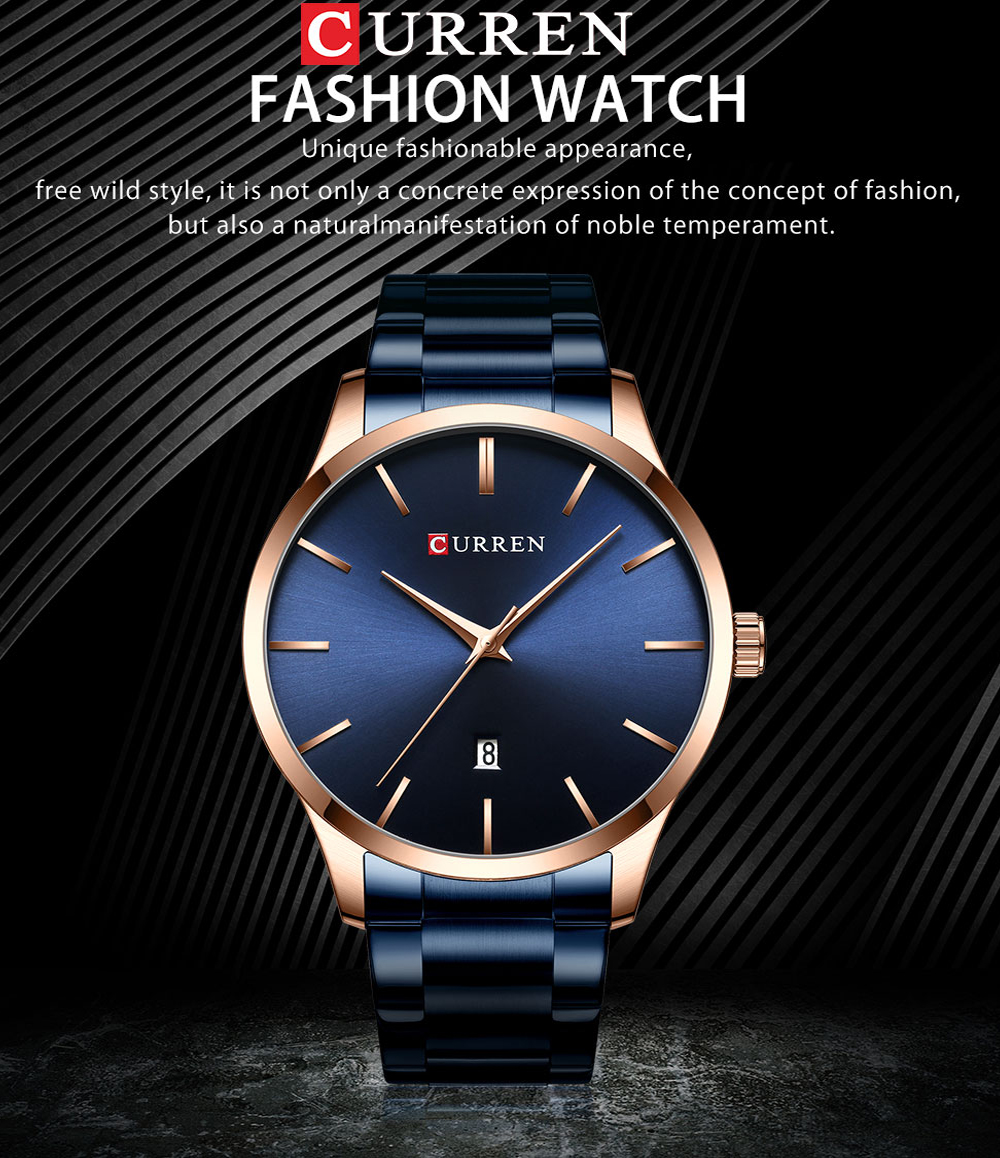 CURREN
FASHION WATCH
Unique fashionable appearance,
free wild style, it is not only a concrete expression of the concept of fashion,
but also a naturalmanifestation of noble temperament.
CURREN
8